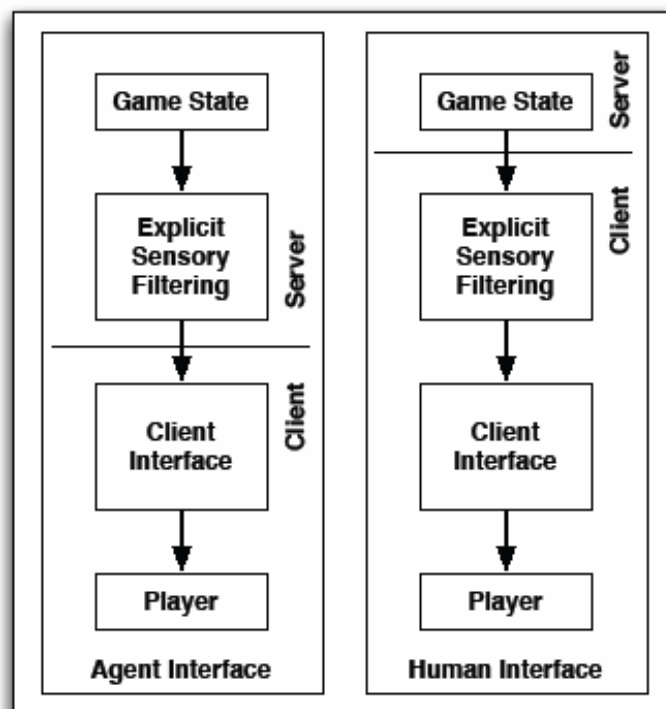 Game State
Explicit
Sensory
Filtering
Server
Client
Client
Interface
Player
Agent Interface
Game State
Server
Client
Explicit
Sensory
Filtering
Client
Interface
Player
Human Interface